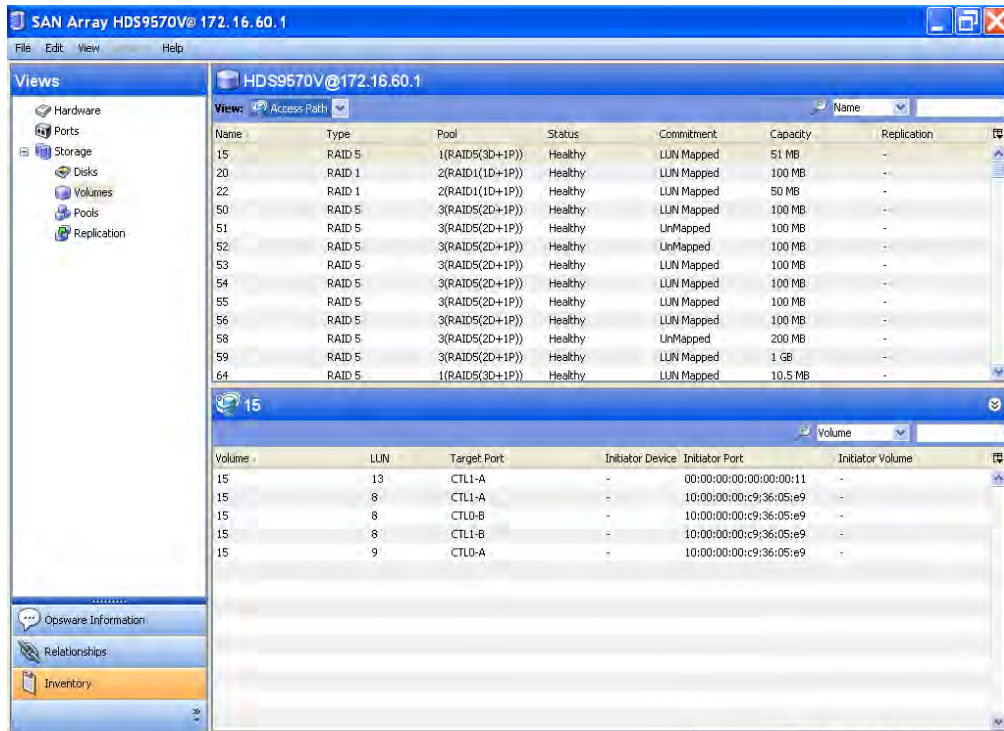 SAN Array HDS9570V@172.16.60.1
File Edit View Help
Views
Hardware
Ports
Storage
Disks
Volumes
Pools
Replication
Opsware Information
Relationships
Inventory
HDS9570V@172.16.60.1
View: Access Path Name
Name Type Pool Status Commitment Capacity Replication
15 RAID 5 1(RAID5(3D+1P)) Healthy LUN Mapped 51 MB -
20 RAID 1 2(RAID1(1D+1P)) Healthy LUN Mapped 100 MB -
22 RAID 1 2(RAID1(1D+1P)) Healthy LUN Mapped 50 MB -
50 RAID 5 3(RAID5(2D+1P)) Healthy LUN Mapped 100 MB -
51 RAID 5 3(RAID5(2D+1P)) Healthy UnMapped 100 MB -
52 RAID 5 3(RAID5(2D+1P)) Healthy UnMapped 100 MB -
53 RAID 5 3(RAID5(2D+1P)) Healthy LUN Mapped 100 MB -
54 RAID 5 3(RAID5(2D+1P)) Healthy LUN Mapped 100 MB -
55 RAID 5 3(RAID5(2D+1P)) Healthy LUN Mapped 100 MB -
56 RAID 5 3(RAID5(2D+1P)) Healthy LUN Mapped 100 MB -
58 RAID 5 3(RAID5(2D+1P)) Healthy UnMapped 200 MB -
59 RAID 5 3(RAID5(2D+1P)) Healthy LUN Mapped 1 GB -
64 RAID 5 1(RAID5(3D+1P)) Healthy LUN Mapped 10.5 MB -
15
Volume
Volume LUN Target Port Initiator Device Initiator Port Initiator Volume
15 13 CTL1-A - 00:00:00:00:00:00:00:11 -
15 8 CTL1-A - 10:00:00:00:c9:36:05:e9 -
15 8 CTL0-B - 10:00:00:00:c9:36:05:e9 -
15 8 CTL1-B - 10:00:00:00:c9:36:05:e9 -
15 9 CTL0-A - 10:00:00:00:c9:36:05:e9 -